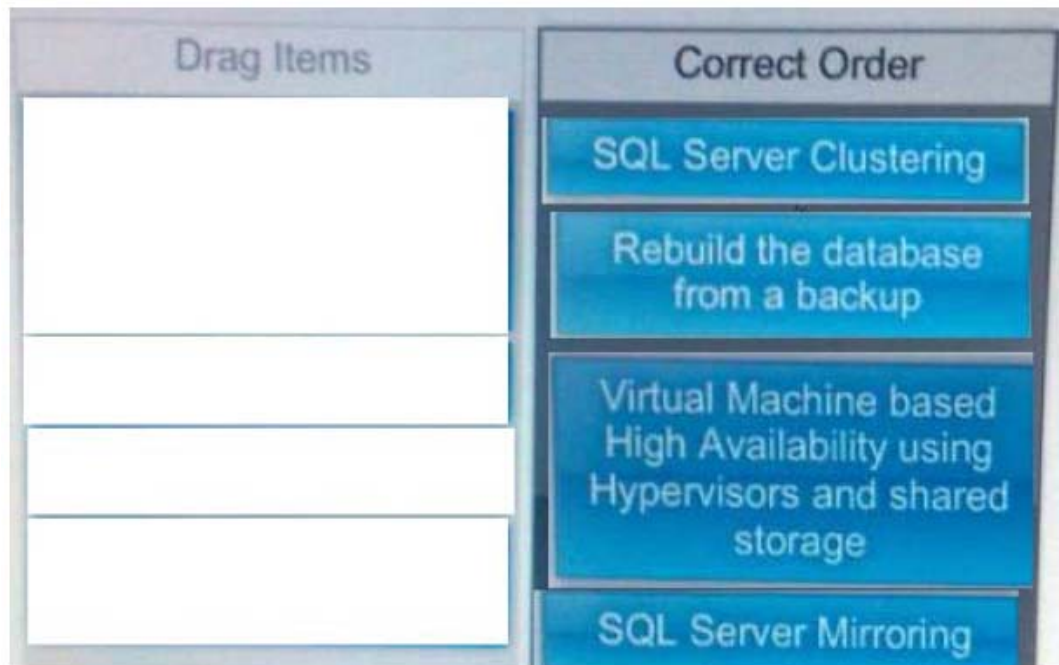 Drag Items
Correct Order
SQL Server Clustering
Rebuild the database
from a backup
Virtual Machine based
High Availability using
Hypervisors and shared
storage
SQL Server Mirroring